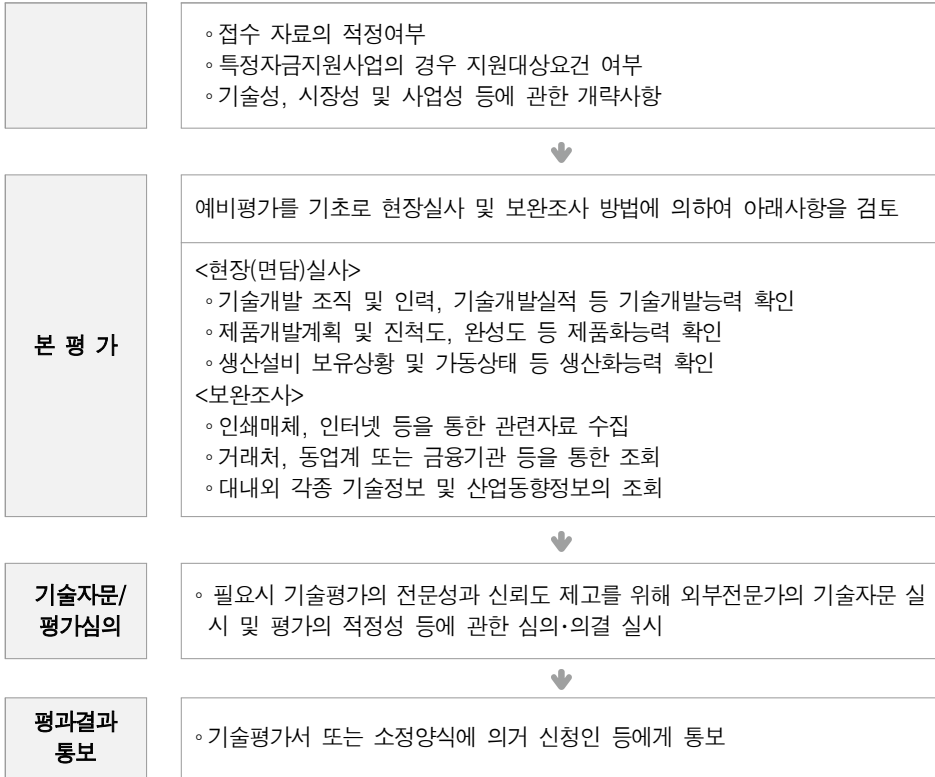 ◦접수 자료의 적정여부
◦특정자금지원사업의 경우 지원대상요건 여부
◦기술성, 시장성 및 사업성 등에 관한 개략사항
본 평 가
예비평가를 기초로 현장실사 및 보완조사 방법에 의하여 아래사항을 검토
<현장(면담)실사>
◦기술개발 조직 및 인력, 기술개발실적 등 기술개발능력 확인
◦제품개발계획 및 진척도, 완성도 등 제품화능력 확인
◦생산설비 보유상황 및 가동상태 등 생산화능력 확인
<보완조사>
◦인쇄매체, 인터넷 등을 통한 관련자료 수집
◦거래처, 동업계 또는 금융기관 등을 통한 조회
◦대내외 각종 기술정보 및 산업동향정보의 조회
기술자문/
평가심의
◦ 필요시 기술평가의 전문성과 신뢰도 제고를 위해 외부전문가의 기술자문 실
시 및 평가의 적정성 등에 관한 심의·의결 실시
평과결과
통보
◦기술평가서 또는 소정양식에 의거 신청인 등에게 통보